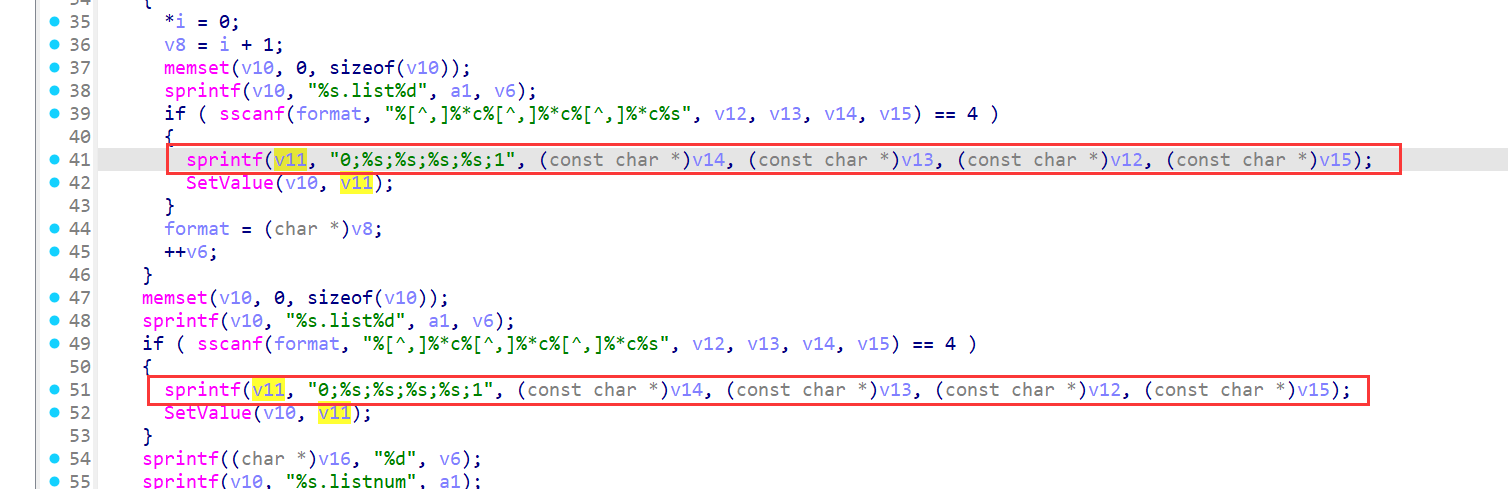 34 {
35 *i = 0;
36 v8 = i + 1;
37 memset(v10, 0, sizeof(v10));
38 sprintf(v10, "%s.list%d", a1, v6);
39 if ( sscanf(format, "%[^,]%*c%[^,]%*c%[^,]%*c%s", v12, v13, v14, v15) == 4 )
40 {
41 sprintf(v11, "0;%s;%s;%s;%s;1", (const char *)v14, (const char *)v13, (const char *)v12, (const char *)v15);
42 SetValue(v10, v11);
43 }
44 format = (char *)v8;
45 ++v6;
46 }
47 memset(v10, 0, sizeof(v10));
48 sprintf(v10, "%s.list%d", a1, v6);
49 if ( sscanf(format, "%[^,]%*c%[^,]%*c%[^,]%*c%s", v12, v13, v14, v15) == 4 )
50 {
51 sprintf(v11, "0;%s;%s;%s;%s;1", (const char *)v14, (const char *)v13, (const char *)v12, (const char *)v15);
52 SetValue(v10, v11);
53 }
54 sprintf((char *)v16, "%d", v6);
55 sprintf(v10, "%s.listnum", a1);